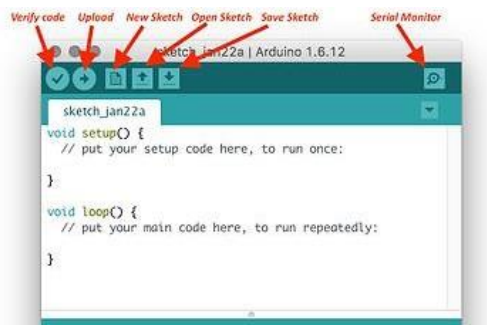 Verify code Upload New Sketch Open Sketch Save Sketch Serial Monitor
sketch_jan22a | Arduino 1.6.12
sketch_jan22a
void setup() {
// put your setup code here, to run once:
}
void loop() {
// put your main code here, to run repeatedly:
}